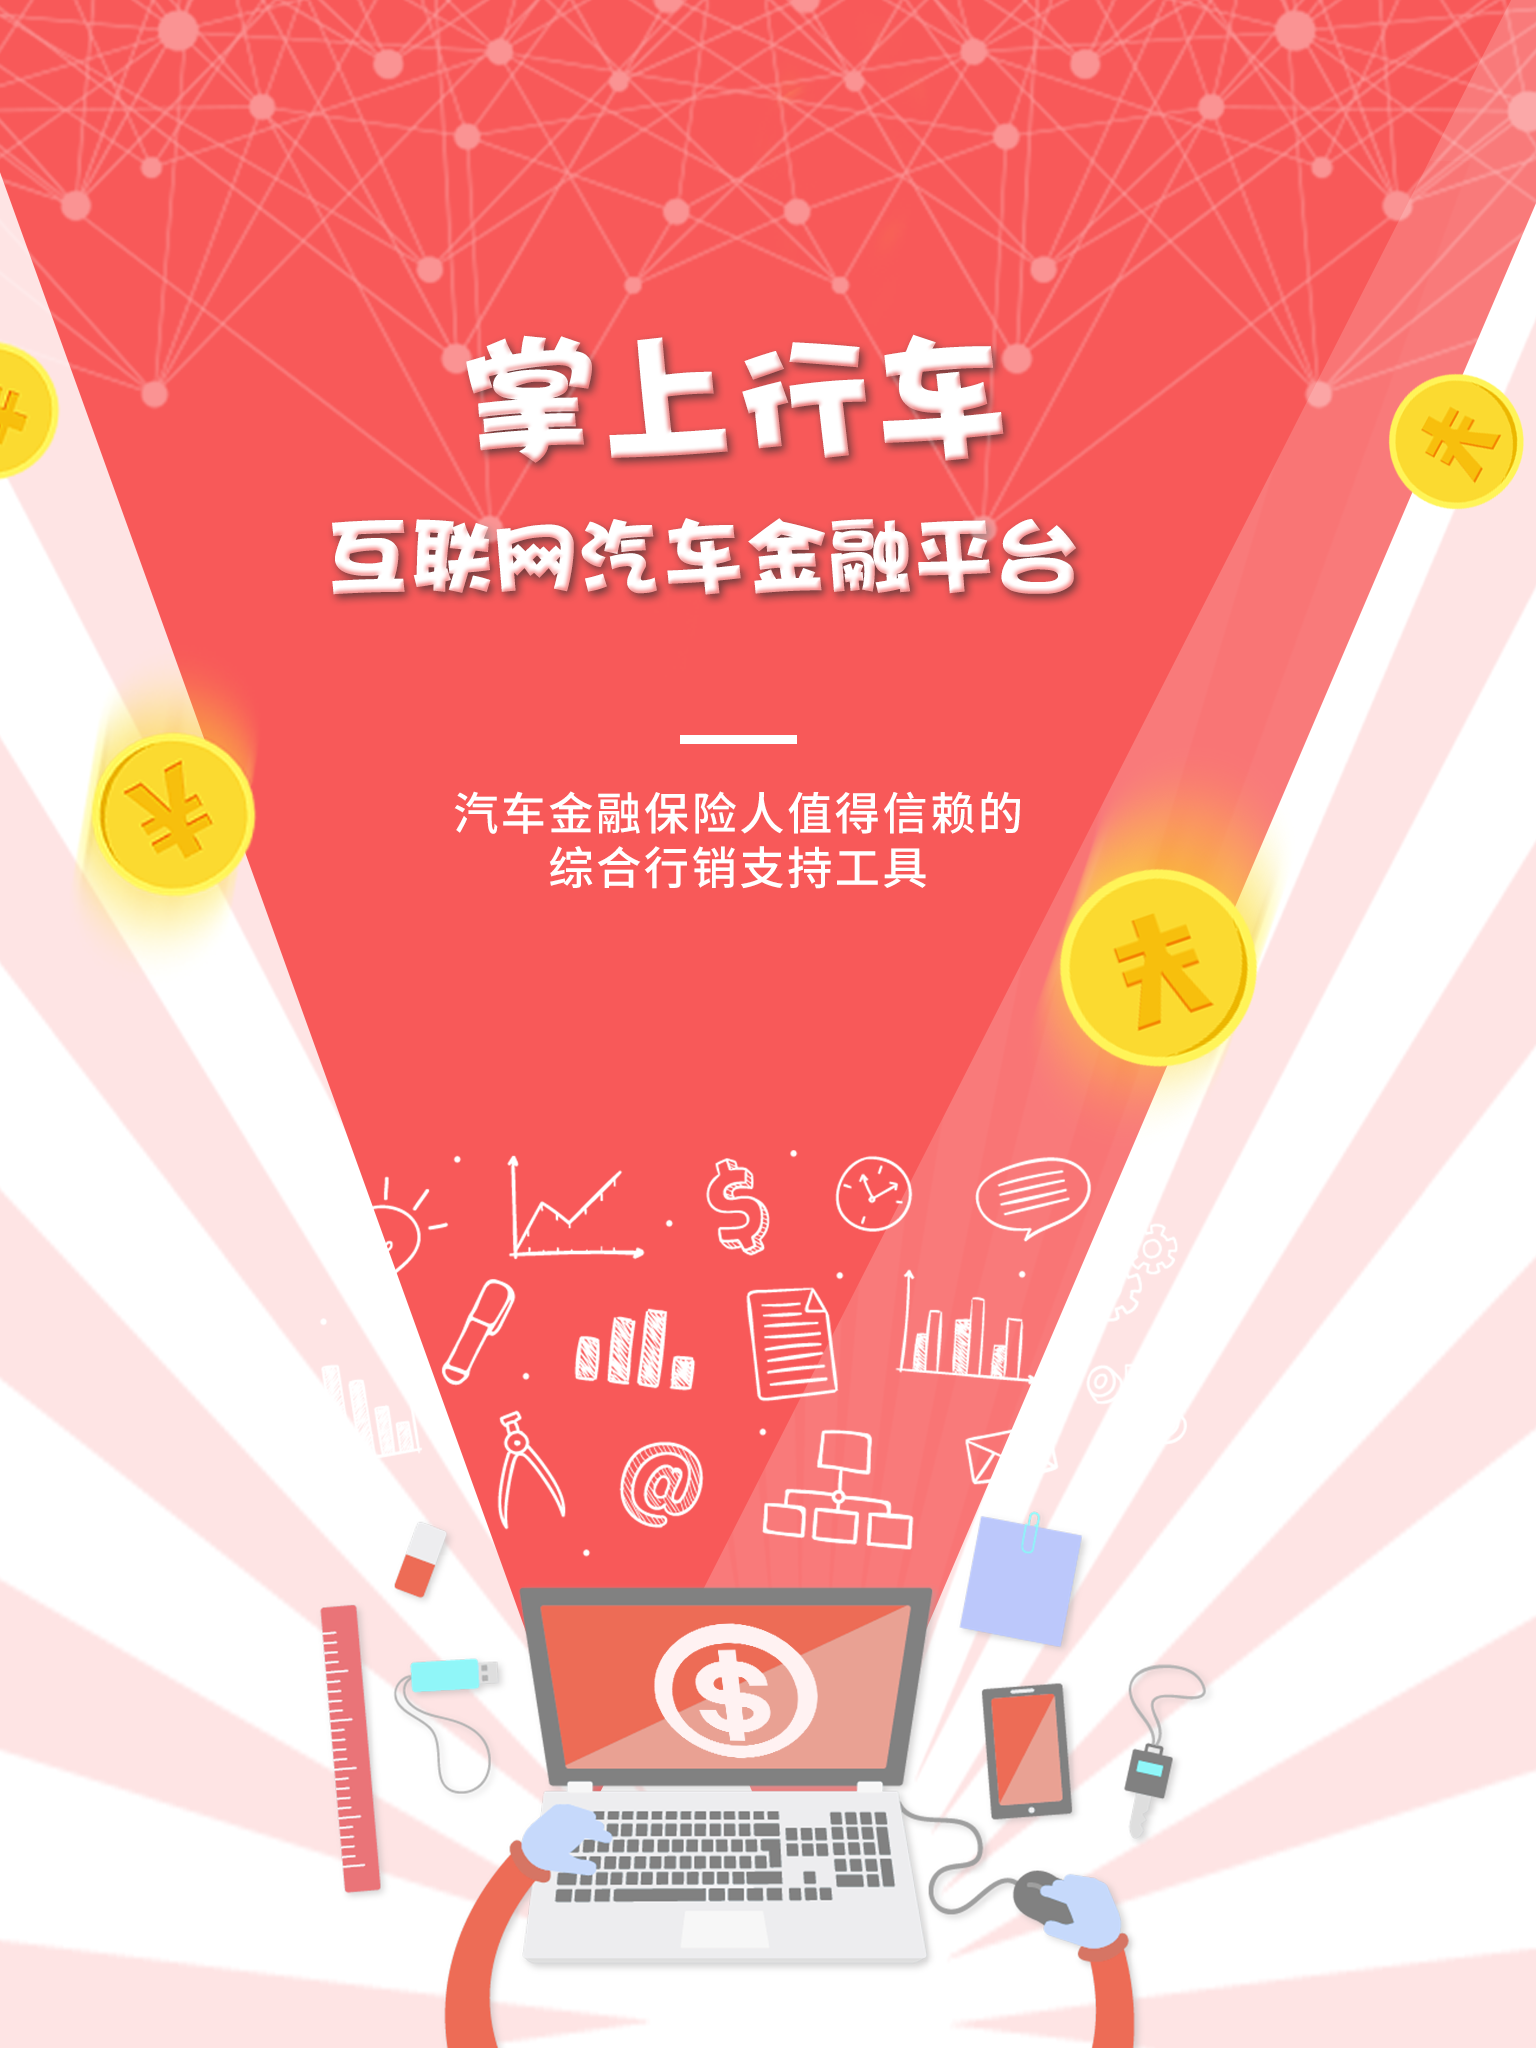 掌上行车
互联网汽车金融平台
汽车金融保险人值得信赖的
综合行销支持工具